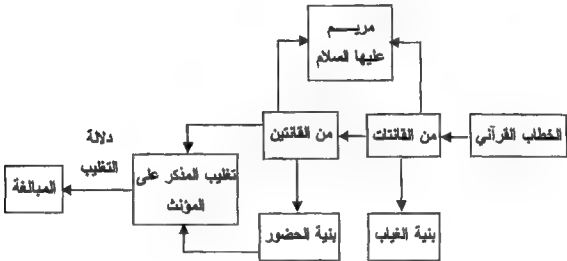 مريـــم
عليها السلام
الخطاب القرآني
من القانتات
من القانتين
تغليب المذكر على
المؤنث
دلالة
التغليب
المبالغة
بنية الغياب
بنية الحضور